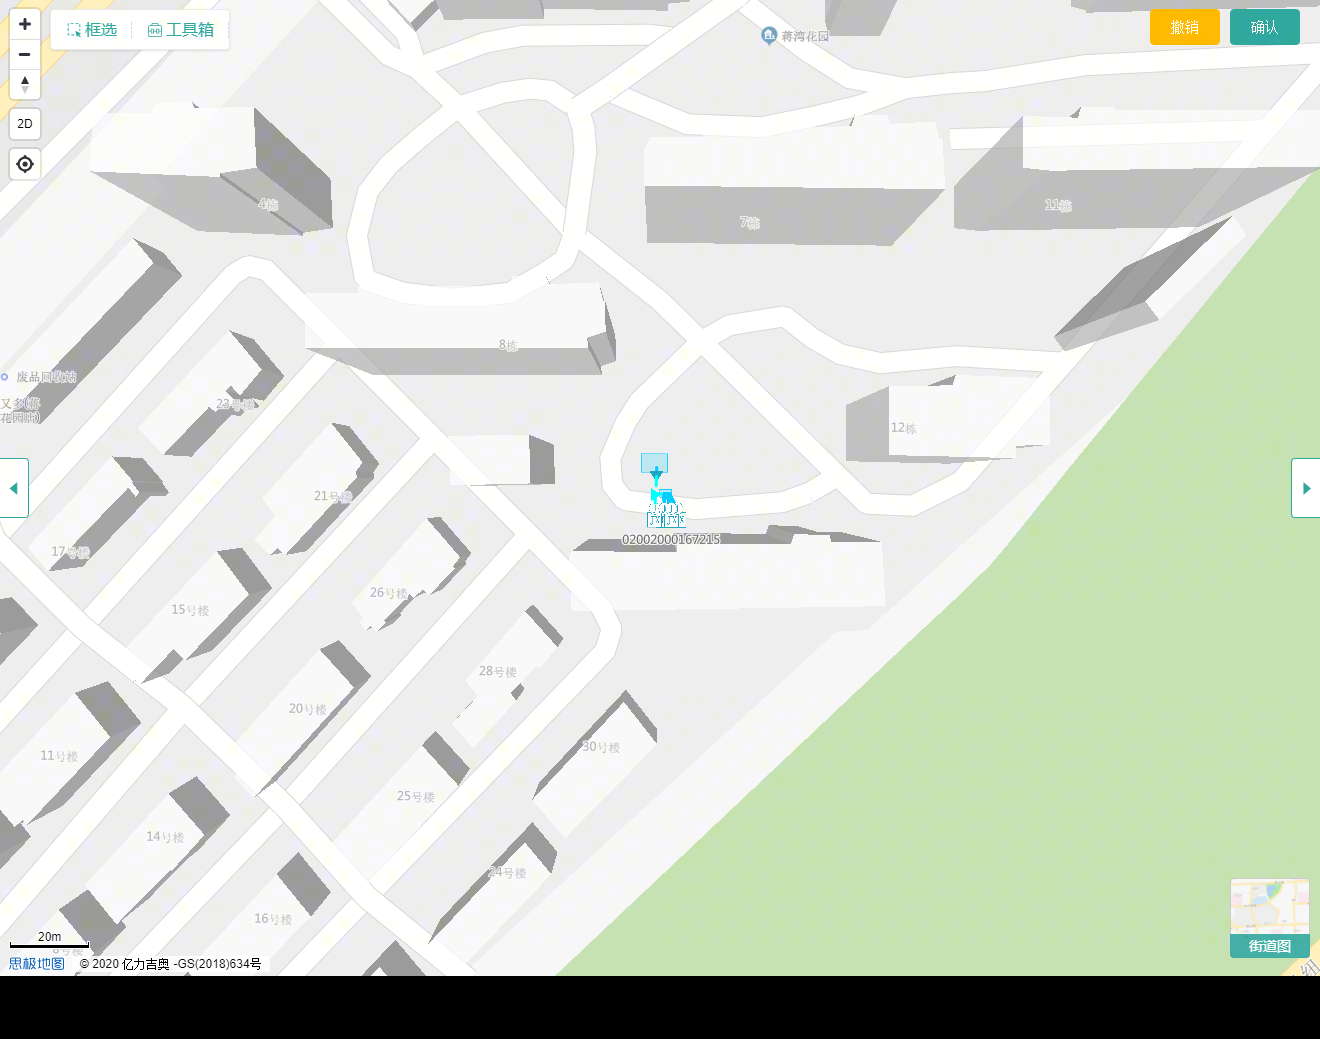 +
框选
工具箱
撤销
确认
蒋湾花园
−
2D
4栋
7栋
11栋
8栋
废品回收站
又多(蒋
花园店)
23号楼
12栋
21号楼
17号楼
02002000167215
26号楼
15号楼
28号楼
20号楼
30号楼
11号楼
25号楼
14号楼
24号楼
16号楼
20m
街道图
思极地图
© 2020 亿力吉奥 -GS(2018)634号